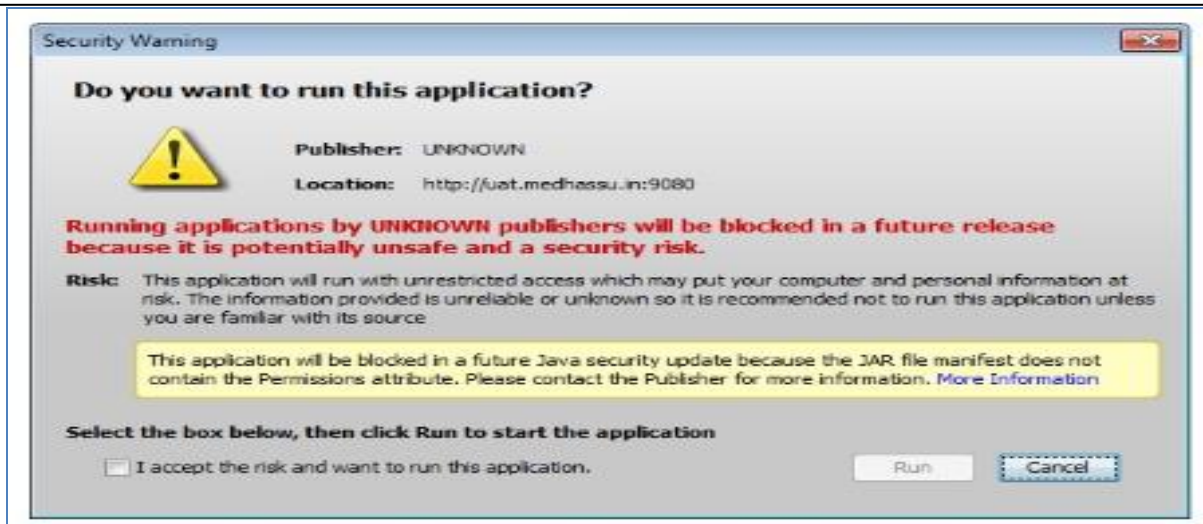 Security Warning
Do you want to run this application?
Publisher: UNKNOWN
Location: http://uat.medhassu.in:9080
Running applications by UNKNOWN publishers will be blocked in a future release
because it is potentially unsafe and a security risk.
Risk: This application will run with unrestricted access which may put your computer and personal information at
risk. The information provided is unreliable or unknown so it is recommended not to run this application unless
you are familiar with its source
This application will be blocked in a future Java security update because the JAR file manifest does not
contain the Permissions attribute. Please contact the Publisher for more information. More Information
Select the box below, then click Run to start the application
I accept the risk and want to run this application.
Run Cancel